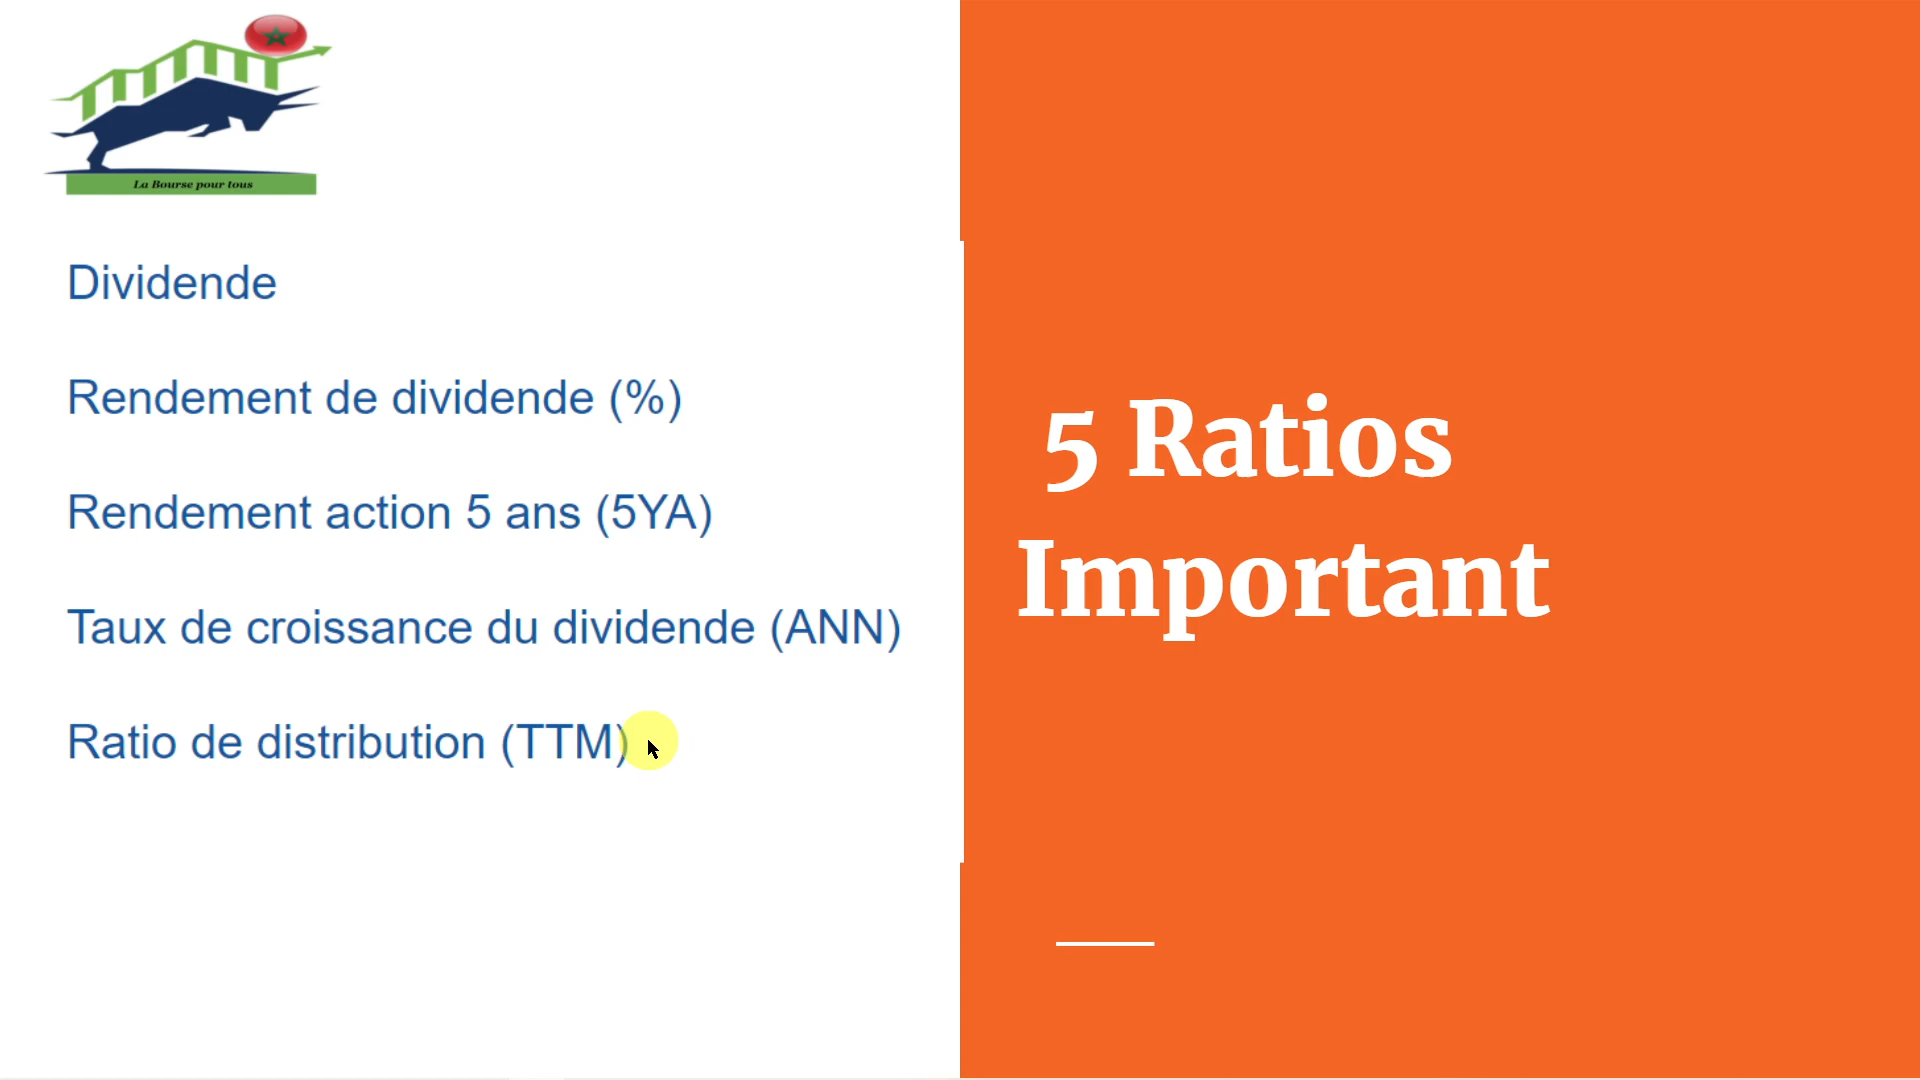 La Bourse pour tous
Dividende
Rendement de dividende (%)
Rendement action 5 ans (5YA)
Taux de croissance du dividende (ANN)
Ratio de distribution (TTM)
5 Ratios
Important